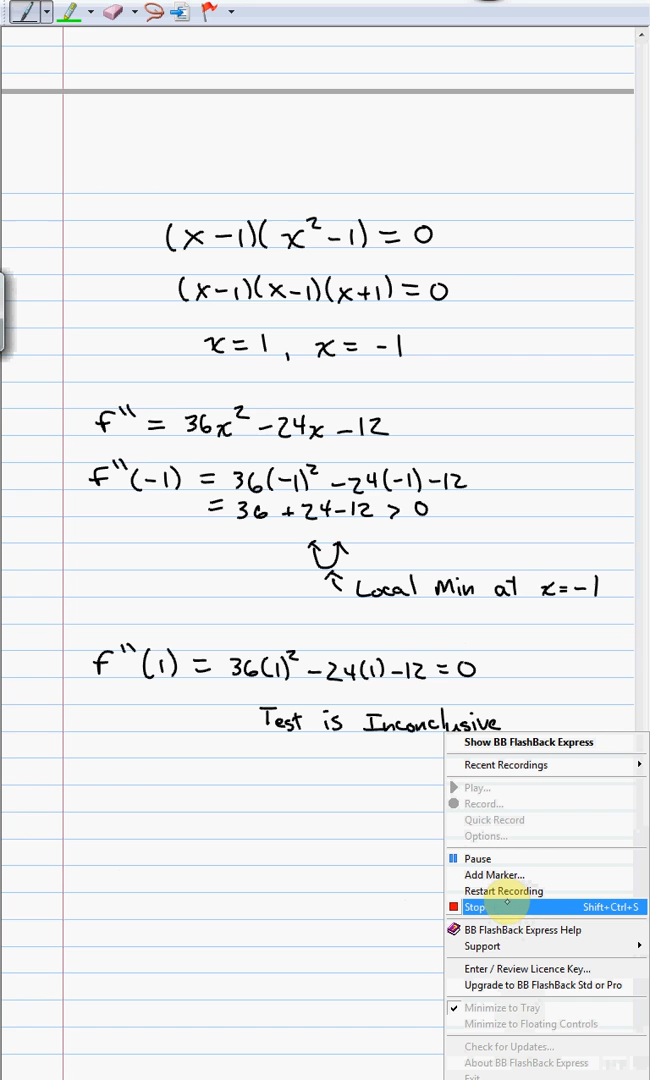 (x-1)(x²-1)=0
(x-1)(x-1)(x+1)=0
x=1, x=-1
f'' = 36x² -24x -12
f''(-1) = 36(-1)² -24(-1)-12
= 36 +24-12 > 0
Local Min at x=-1
f''(1) = 36(1)² -24(1)-12 = 0
Test is Inconclusive
Show BB FlashBack Express
Recent Recordings
Play...
Record...
Quick Record
Options...
Pause
Add Marker...
Restart Recording
Stop Shift+Ctrl+S
BB FlashBack Express Help
Support
Enter / Review Licence Key...
Upgrade to BB FlashBack Std or Pro
Minimize to Tray
Minimize to Floating Controls
Check for Updates...
About BB FlashBack Express
Exit